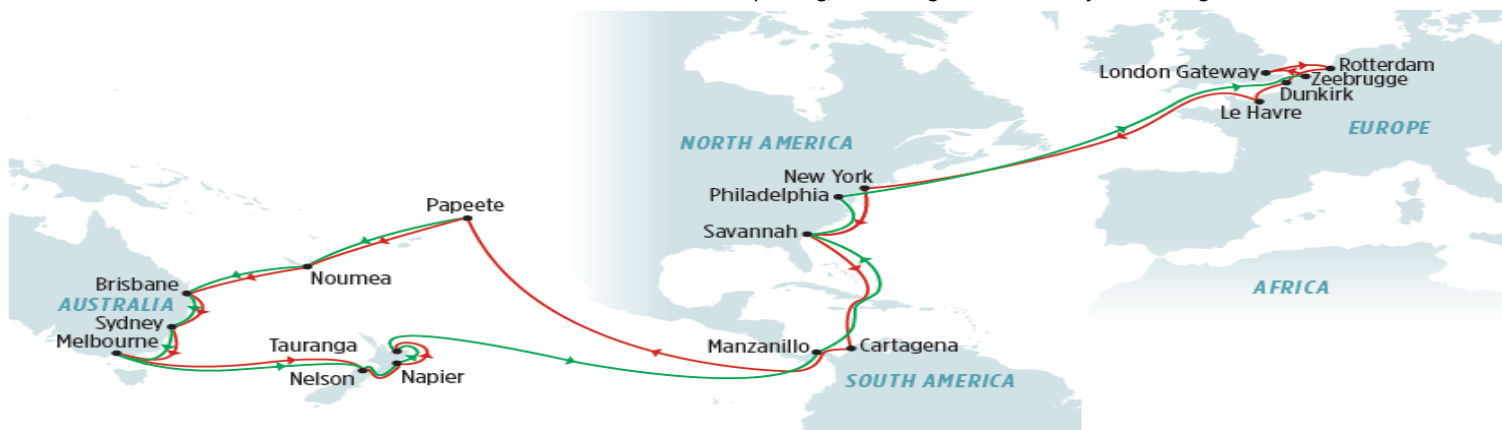 London Gateway
Rotterdam
Zeebrugge
Dunkirk
Le Havre
EUROPE
NORTH AMERICA
New York
Philadelphia
Papeete
Savannah
Noumea
Brisbane
AUSTRALIA
AFRICA
Sydney
Melbourne
Tauranga
Manzanillo
Cartagena
Nelson
Napier
SOUTH AMERICA